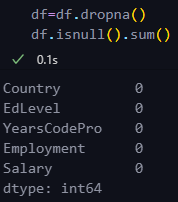 df=df.dropna()
df.isnull().sum()
✓ 0.1s
Country 0
EdLevel 0
YearsCodePro 0
Employment 0
Salary 0
dtype: int64